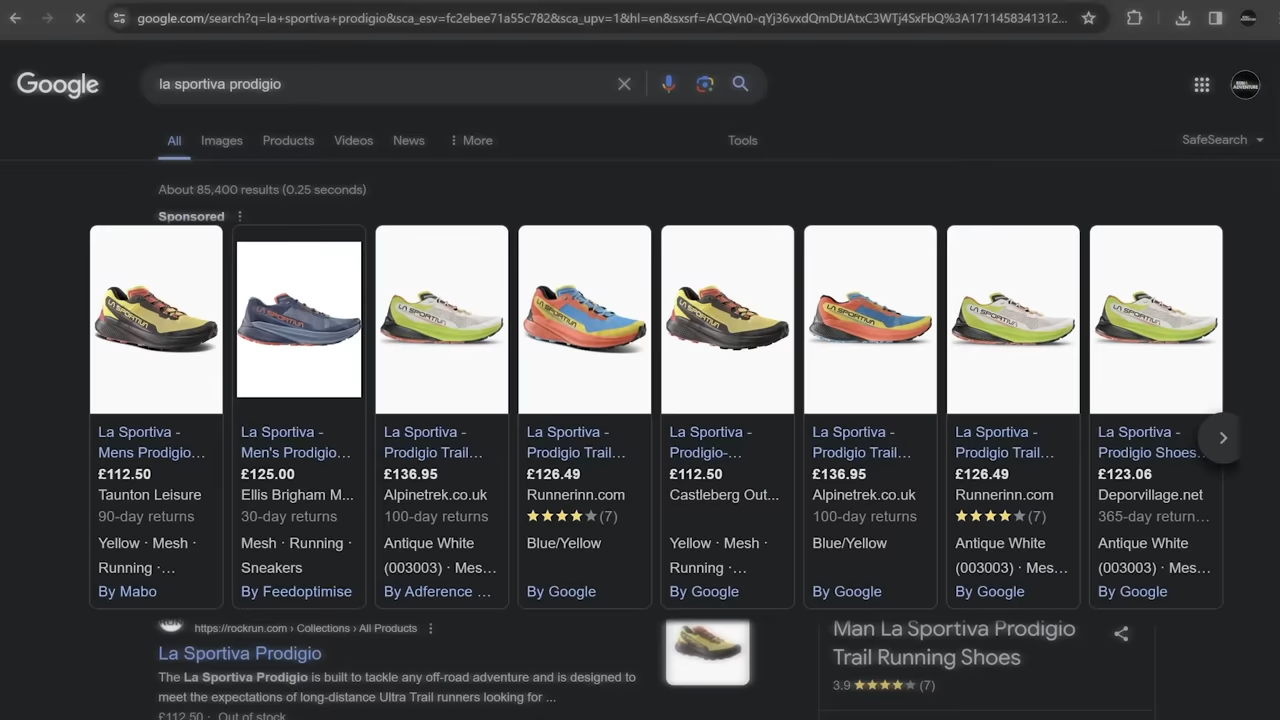 google.com/search?q=la+sportiva+prodigio&sca_esv=fc2ebee71a55c782&sca_upv=1&hl=en&sxsrf=ACQVn0-qYj36vxdQmDtJAtxC3WTj4SxFbQ%3A1711458341312...
Google
la sportiva prodigio
All Images Products Videos News More Tools SafeSearch
About 85,400 results (0.25 seconds)
Sponsored
La Sportiva -
Mens Prodigio...
£112.50
Taunton Leisure
90-day returns
Yellow · Mesh ·
Running ·...
By Mabo
La Sportiva -
Men's Prodigio...
£125.00
Ellis Brigham M...
30-day returns
Mesh · Running ·
Sneakers
By Feedoptimise
La Sportiva -
Prodigio Trail...
£136.95
Alpinetrek.co.uk
100-day returns
Antique White
(003003) · Mes...
By Adference ...
La Sportiva -
Prodigio Trail...
£126.49
Runnerinn.com
(7)
Blue/Yellow
By Google
La Sportiva -
Prodigio-...
£112.50
Castleberg Out...
Yellow · Mesh ·
Running ·...
By Google
La Sportiva -
Prodigio Trail...
£136.95
Alpinetrek.co.uk
100-day returns
Blue/Yellow
By Google
La Sportiva -
Prodigio Trail...
£126.49
Runnerinn.com
(7)
Antique White
(003003) · Mes...
By Google
La Sportiva -
Prodigio Shoes...
£123.06
Deporvillage.net
365-day return...
Antique White
(003003) · Mes...
By Google
https://rockrun.com › Collections › All Products
La Sportiva Prodigio
The La Sportiva Prodigio is built to tackle any off-road adventure and is designed to
meet the expectations of long-distance Ultra Trail runners looking for ...
£112.50 · Out of stock
Man La Sportiva Prodigio
Trail Running Shoes
3.9 (7)